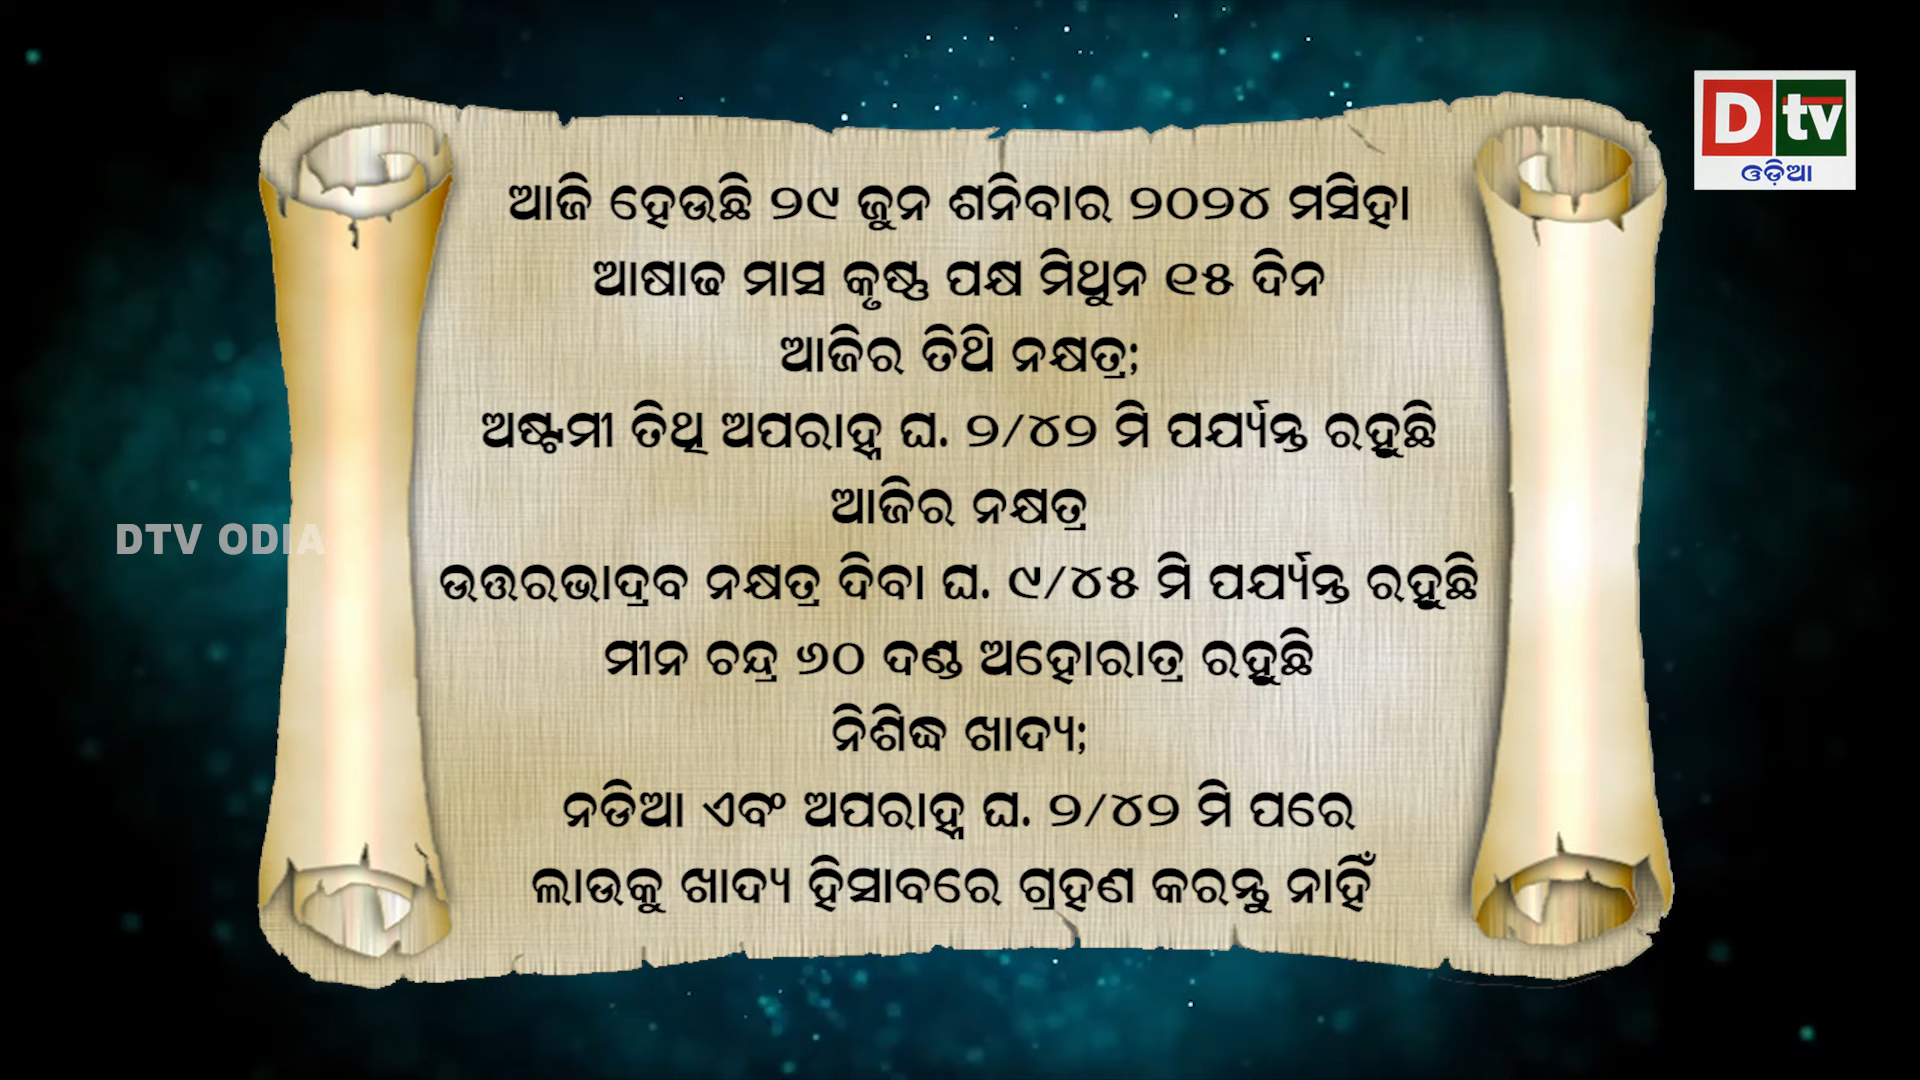 D tv
ଓଡ଼ିଆ
ଆଜି ହେଉଛି ୨୯ ଜୁନ ଶନିବାର ୨୦୨୪ ମସିହା
ଆଷାଢ ମାସ କୃଷ୍ଣ ପକ୍ଷ ମିଥୁନ ୧୫ ଦିନ
ଆଜିର ତିଥି ନକ୍ଷତ୍ର;
ଅଷ୍ଟମୀ ତିଥି ଅପରାହ୍ନ ଘ. ୨/୪୨ ମି ପର୍ଯ୍ୟନ୍ତ ରହୁଛି
ଆଜିର ନକ୍ଷତ୍ର
ଉତ୍ତରଭାଦ୍ରବ ନକ୍ଷତ୍ର ଦିବା ଘ. ୯/୪୫ ମି ପର୍ଯ୍ୟନ୍ତ ରହୁଛି
DTV ODIA
ମୀନ ଚନ୍ଦ୍ର ୬୦ ଦଣ୍ଡ ଅହୋରାତ୍ର ରହୁଛି
ନିଶିଦ୍ଧ ଖାଦ୍ୟ;
ନଡିଆ ଏବଂ ଅପରାହ୍ନ ଘ. ୨/୪୨ ମି ପରେ
ଲାଉକୁ ଖାଦ୍ୟ ହିସାବରେ ଗ୍ରହଣ କରନ୍ତୁ ନାହିଁ